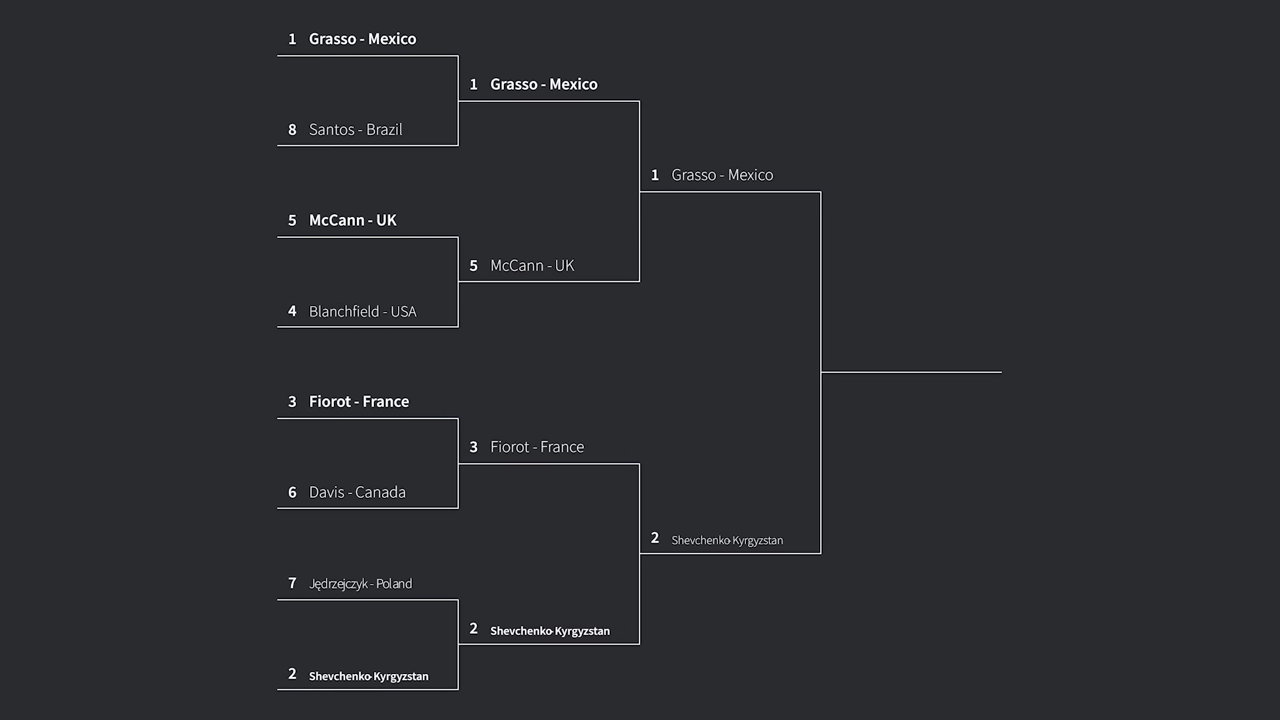 1 Grasso - Mexico
8 Santos - Brazil
5 McCann - UK
4 Blanchfield - USA
3 Fiorot - France
6 Davis - Canada
7 Jędrzejczyk - Poland
2 Shevchenko- Kyrgyzstan
1 Grasso - Mexico
5 McCann - UK
3 Fiorot - France
2 Shevchenko- Kyrgyzstan
1 Grasso - Mexico
2 Shevchenko- Kyrgyzstan